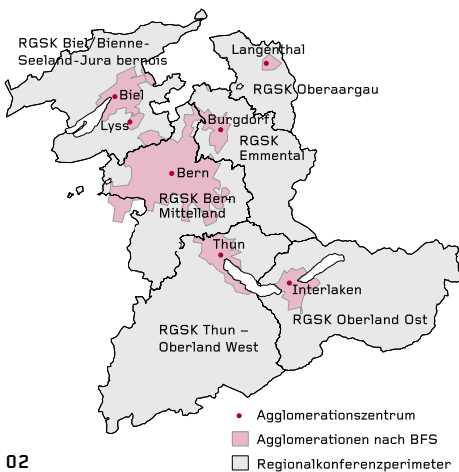 RGSK Biel/Bienne-
Seeland-Jura bernois
Langenthal
RGSK Oberaargau
Biel
Lyss
Burgdorf
RGSK
Emmental
Bern
RGSK Bern
Mittelland
Thun
Interlaken
RGSK Oberland Ost
RGSK Thun –
Oberland West
Agglomerationszentrum
Agglomerationen nach BFS
Regionalkonferenzperimeter
02